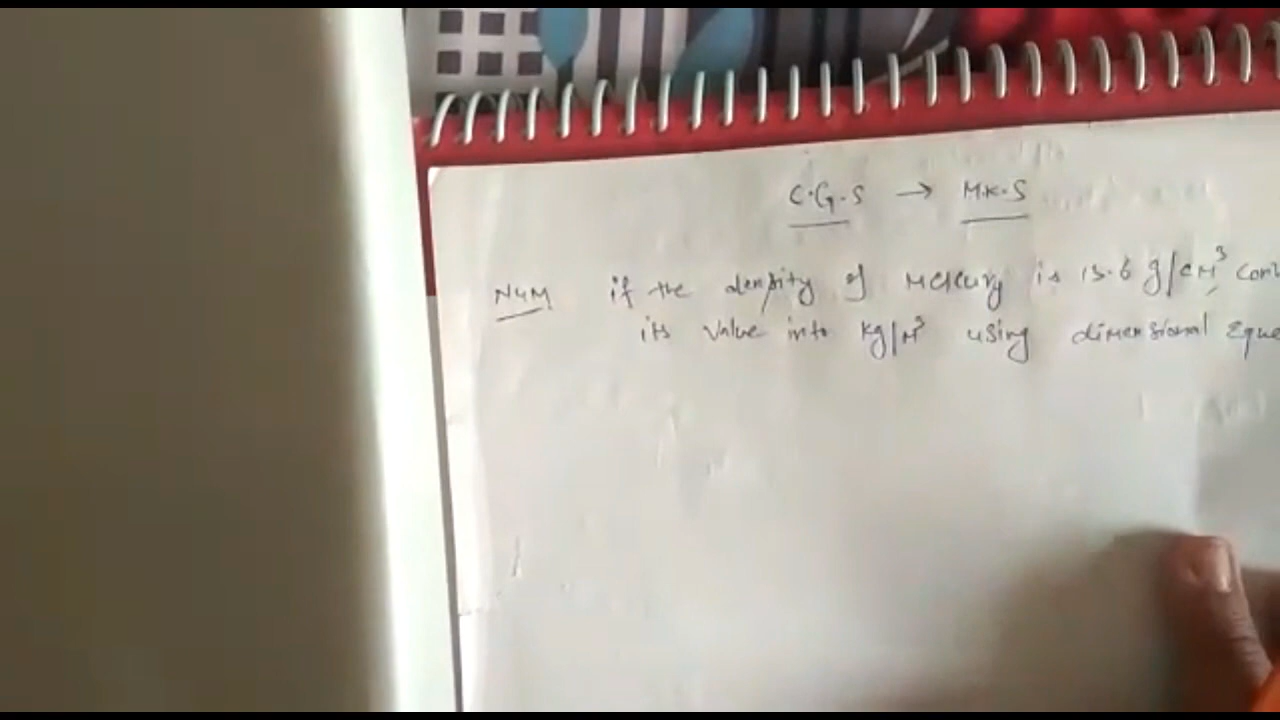 C.G.S → M.K.S
Num if the density of Mercury is 13.6 g/cm³ con
its value into kg/m³ using dimensional Eque